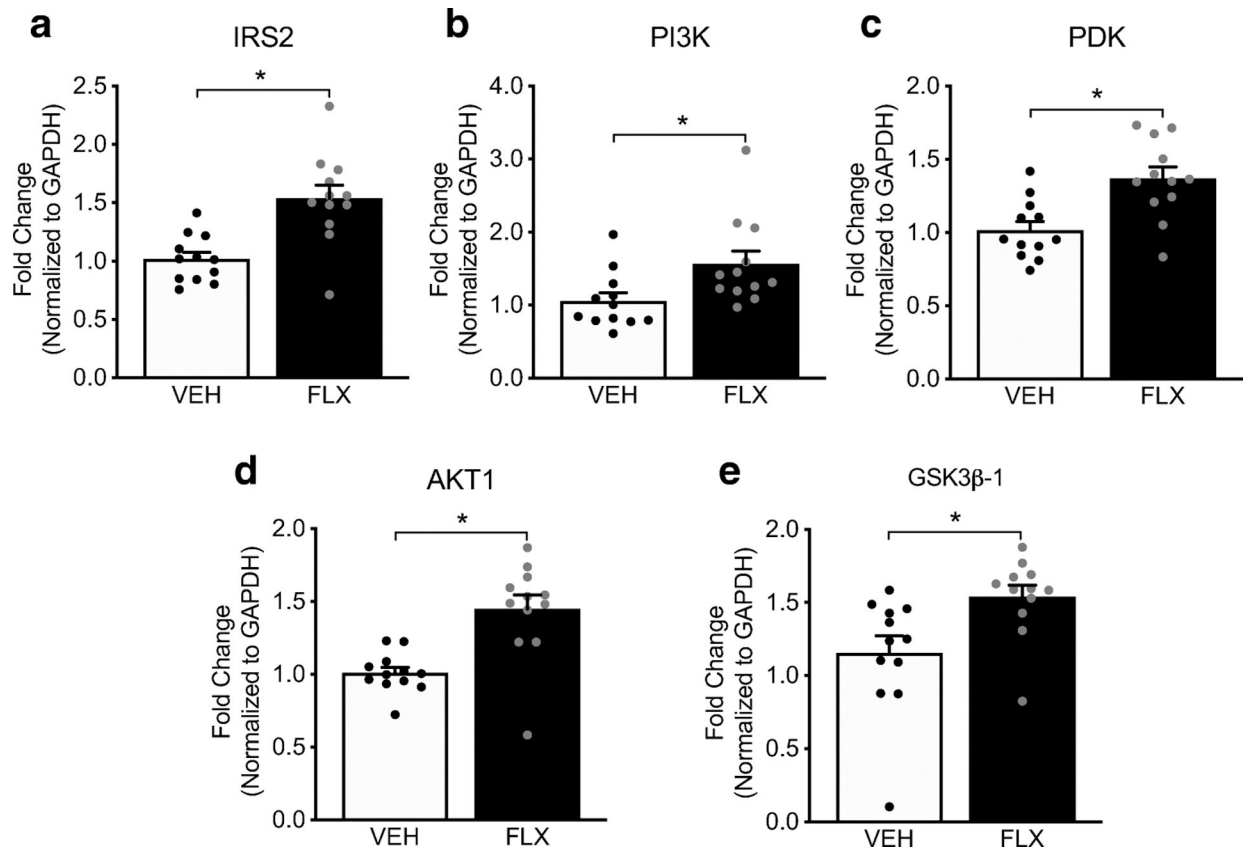 a
IRS2
Fold Change
(Normalized to GAPDH)
2.5
2.0
1.5
1.0
0.5
0.0
*
VEH
FLX
b
PI3K
Fold Change
(Normalized to GAPDH)
4.0
3.0
2.0
1.0
0.0
*
VEH
FLX
c
PDK
Fold Change
(Normalized to GAPDH)
2.0
1.5
1.0
0.5
0.0
*
VEH
FLX
d
AKT1
Fold Change
(Normalized to GAPDH)
2.0
1.5
1.0
0.5
0.0
*
VEH
FLX
e
GSK3β-1
Fold Change
(Normalized to GAPDH)
2.0
1.5
1.0
0.5
0.0
*
VEH
FLX